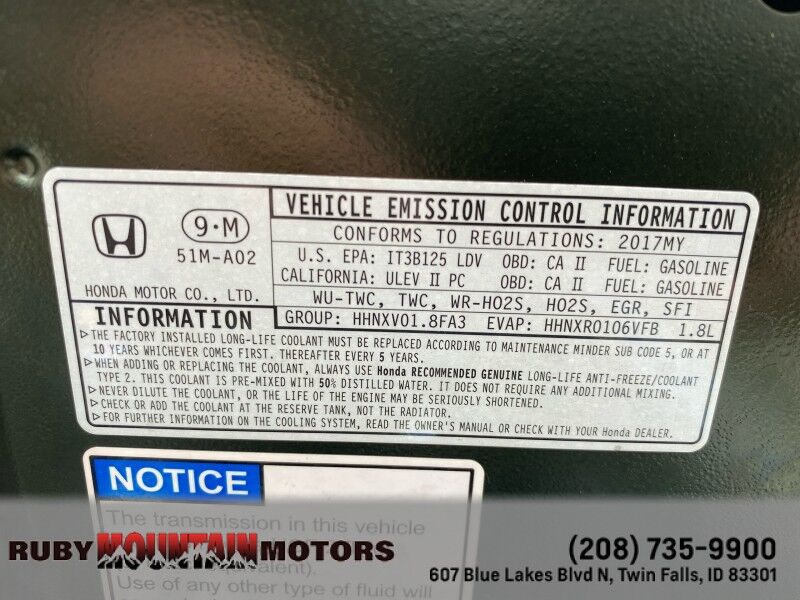 9·M
51M-A02
HONDA MOTOR CO., LTD.
VEHICLE EMISSION CONTROL INFORMATION
CONFORMS TO REGULATIONS: 2017MY
U.S. EPA: IT3B125 LDV OBD: CA II FUEL: GASOLINE
CALIFORNIA: ULEV II PC OBD: CA II FUEL: GASOLINE
WU-TWC, TWC, WR-HO2S, HO2S, EGR, SFI
GROUP: HHNXV01.8FA3 EVAP: HHNXR0106VFB 1.8L
INFORMATION
▷THE FACTORY INSTALLED LONG-LIFE COOLANT MUST BE REPLACED ACCORDING TO MAINTENANCE MINDER SUB CODE 5, OR AT
10 YEARS WHICHEVER COMES FIRST. THEREAFTER EVERY 5 YEARS.
▷WHEN ADDING OR REPLACING THE COOLANT, ALWAYS USE Honda RECOMMENDED GENUINE LONG-LIFE ANTI-FREEZE/COOLANT
TYPE 2. THIS COOLANT IS PRE-MIXED WITH 50% DISTILLED WATER. IT DOES NOT REQUIRE ANY ADDITIONAL MIXING.
▷NEVER DILUTE THE COOLANT, OR THE LIFE OF THE ENGINE MAY BE SERIOUSLY SHORTENED.
▷CHECK OR ADD THE COOLANT AT THE RESERVE TANK, NOT THE RADIATOR.
▷FOR FURTHER INFORMATION ON THE COOLING SYSTEM, READ THE OWNER'S MANUAL OR CHECK WITH YOUR Honda DEALER.
NOTICE
The transmission in this vehicle
Use of any other type of fluid will
RUBY MOUNTAIN MOTORS
(208) 735-9900
607 Blue Lakes Blvd N, Twin Falls, ID 83301